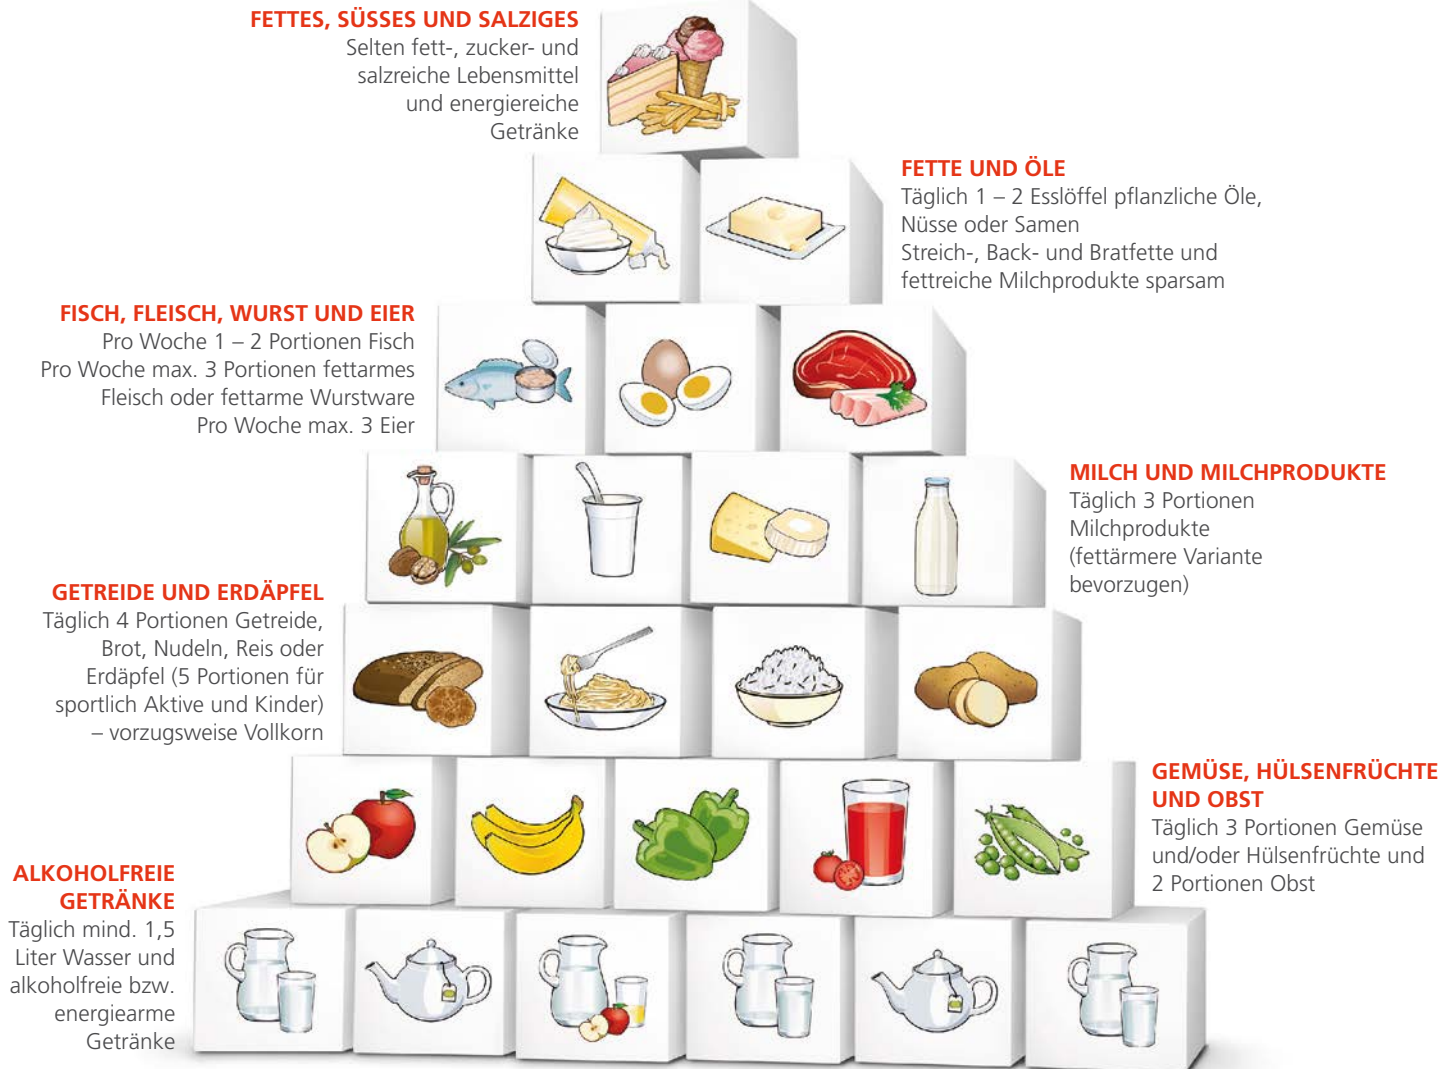 FETTES, SÜSSES UND SALZIGES
Selten fett-, zucker- und
salzreiche Lebensmittel
und energiereiche
Getränke
FETTE UND ÖLE
Täglich 1 – 2 Esslöffel pflanzliche Öle,
Nüsse oder Samen
Streich-, Back- und Bratfette und
fettreiche Milchprodukte sparsam
FISCH, FLEISCH, WURST UND EIER
Pro Woche 1 – 2 Portionen Fisch
Pro Woche max. 3 Portionen fettarmes
Fleisch oder fettarme Wurstware
Pro Woche max. 3 Eier
MILCH UND MILCHPRODUKTE
Täglich 3 Portionen
Milchprodukte
(fettärmere Variante
bevorzugen)
GETREIDE UND ERDÄPFEL
Täglich 4 Portionen Getreide,
Brot, Nudeln, Reis oder
Erdäpfel (5 Portionen für
sportlich Aktive und Kinder)
– vorzugsweise Vollkorn
GEMÜSE, HÜLSENFRÜCHTE
UND OBST
Täglich 3 Portionen Gemüse
und/oder Hülsenfrüchte und
2 Portionen Obst
ALKOHOLFREIE
GETRÄNKE
Täglich mind. 1,5
Liter Wasser und
alkoholfreie bzw.
energiearme
Getränke